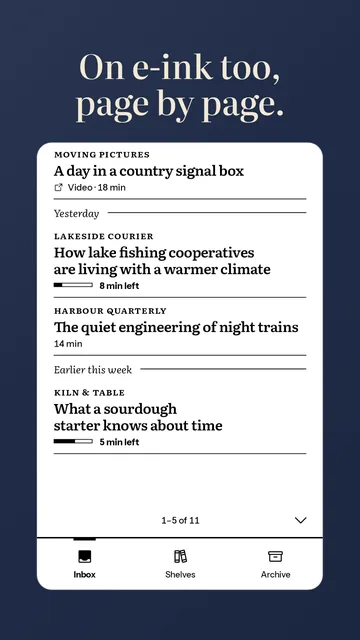 On e-ink too,
page by page.
MOVING PICTURES
A day in a country signal box
Video · 18 min
Yesterday
LAKESIDE COURIER
How lake fishing cooperatives
are living with a warmer climate
8 min left
HARBOUR QUARTERLY
The quiet engineering of night trains
14 min
Earlier this week
KILN & TABLE
What a sourdough
starter knows about time
5 min left
1–5 of 11
Inbox
Shelves
Archive